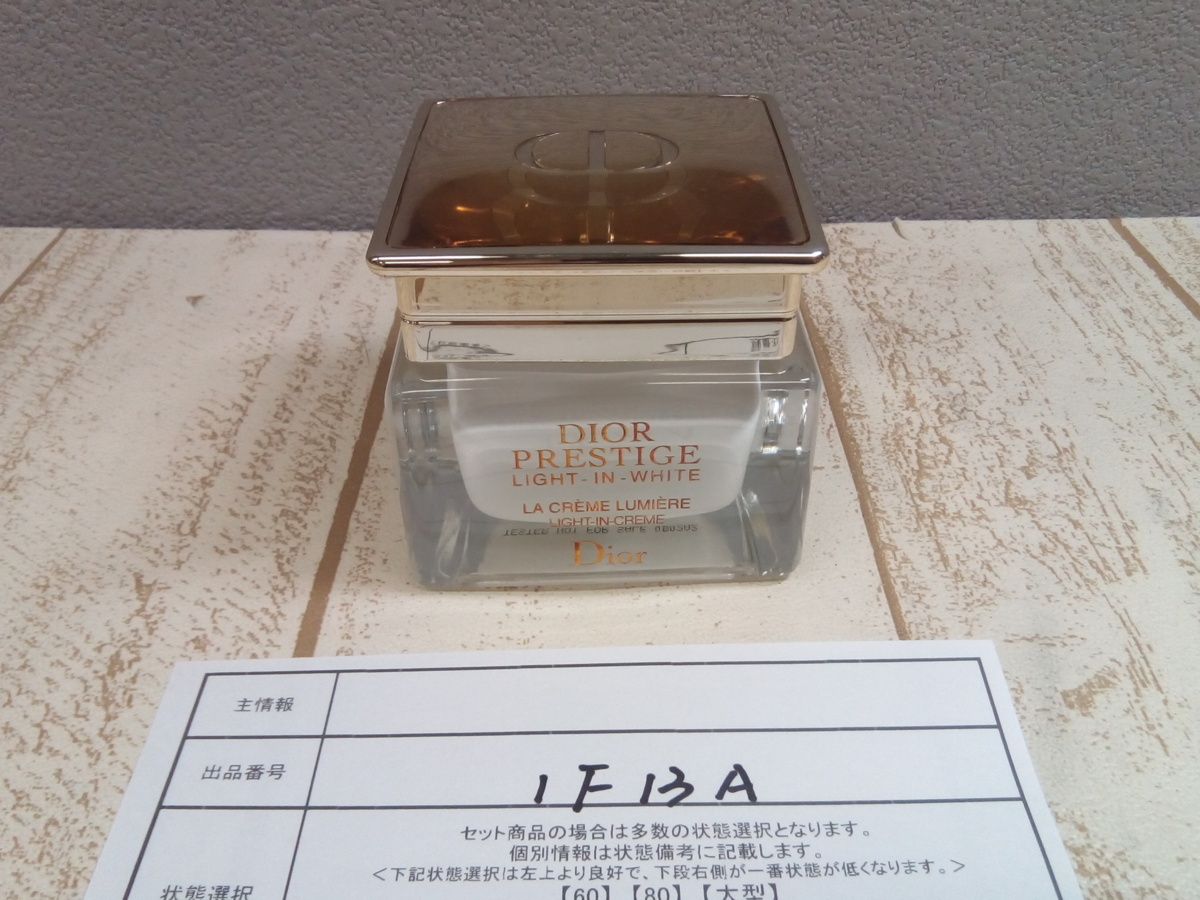 DIOR
PRESTIGE
LIGHT-IN-WHITE
LA CRÈME LUMIÈRE
LIGHT-IN-CREME
TESTER NOT FOR SALE
Dior
主情報
出品番号
1F13A
状態選択
セット商品の場合は多数の状態選択となります。
個別情報は状態備考に記載します。
＜下記状態選択は左上より良好で、下段右側が一番状態が低くなります。＞
【60】【80】【大型】